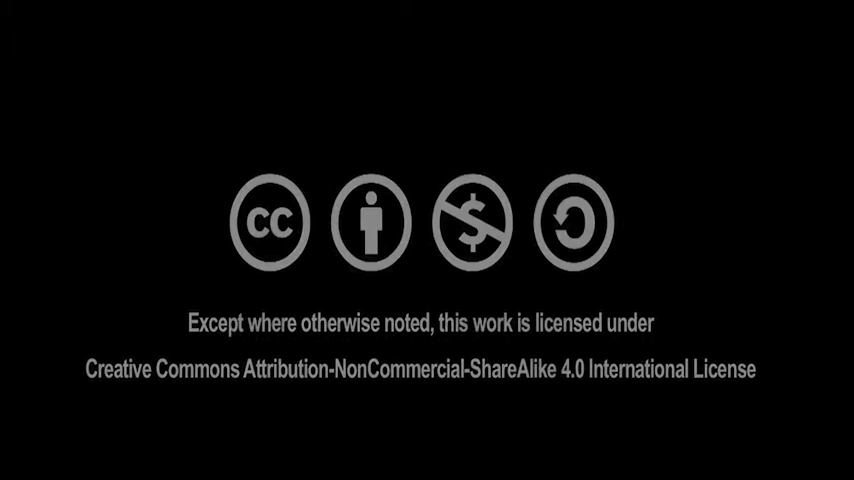 CC
Except where otherwise noted, this work is licensed under
Creative Commons Attribution-NonCommercial-ShareAlike 4.0 International License